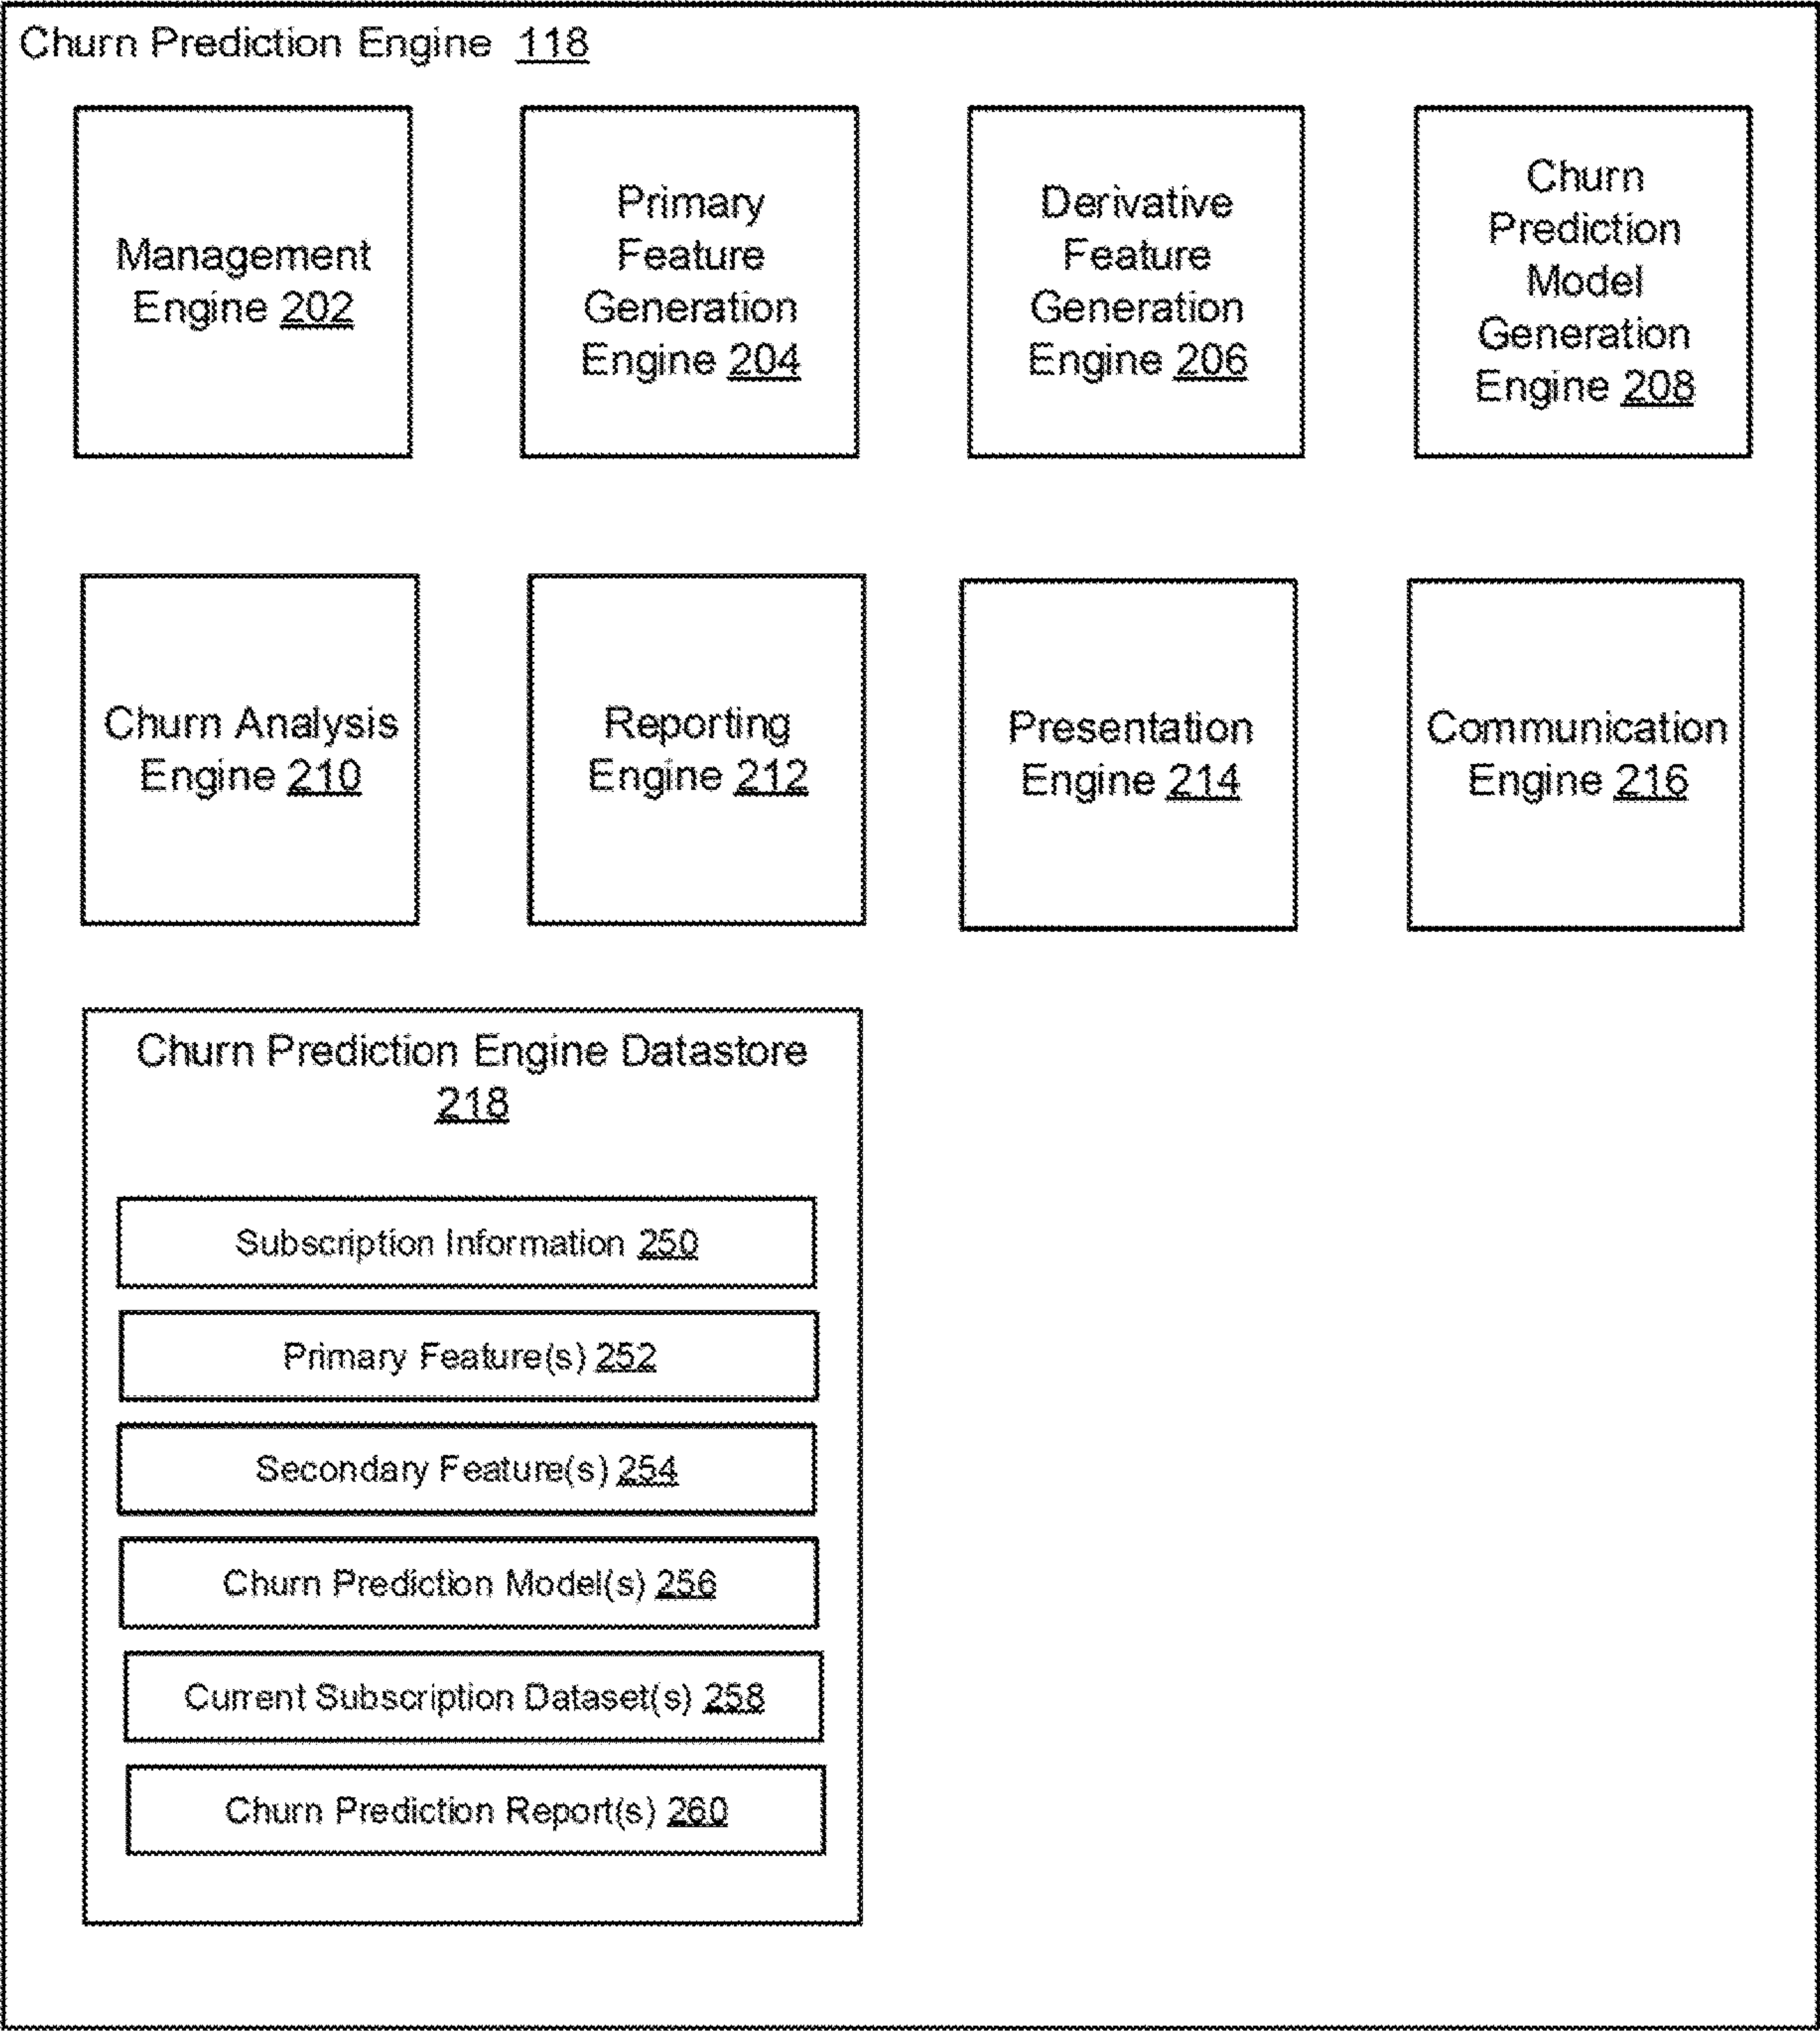 Churn Prediction Engine 118
Management
Engine 202
Primary
Feature
Generation
Engine 204
Derivative
Feature
Generation
Engine 206
Churn
Prediction
Model
Generation
Engine 208
Churn Analysis
Engine 210
Reporting
Engine 212
Presentation
Engine 214
Communication
Engine 216
Churn Prediction Engine Datastore
218
Subscription Information 250
Primary Feature(s) 252
Secondary Feature(s) 254
Churn Prediction Model(s) 256
Current Subscription Dataset(s) 258
Churn Prediction Report(s) 260